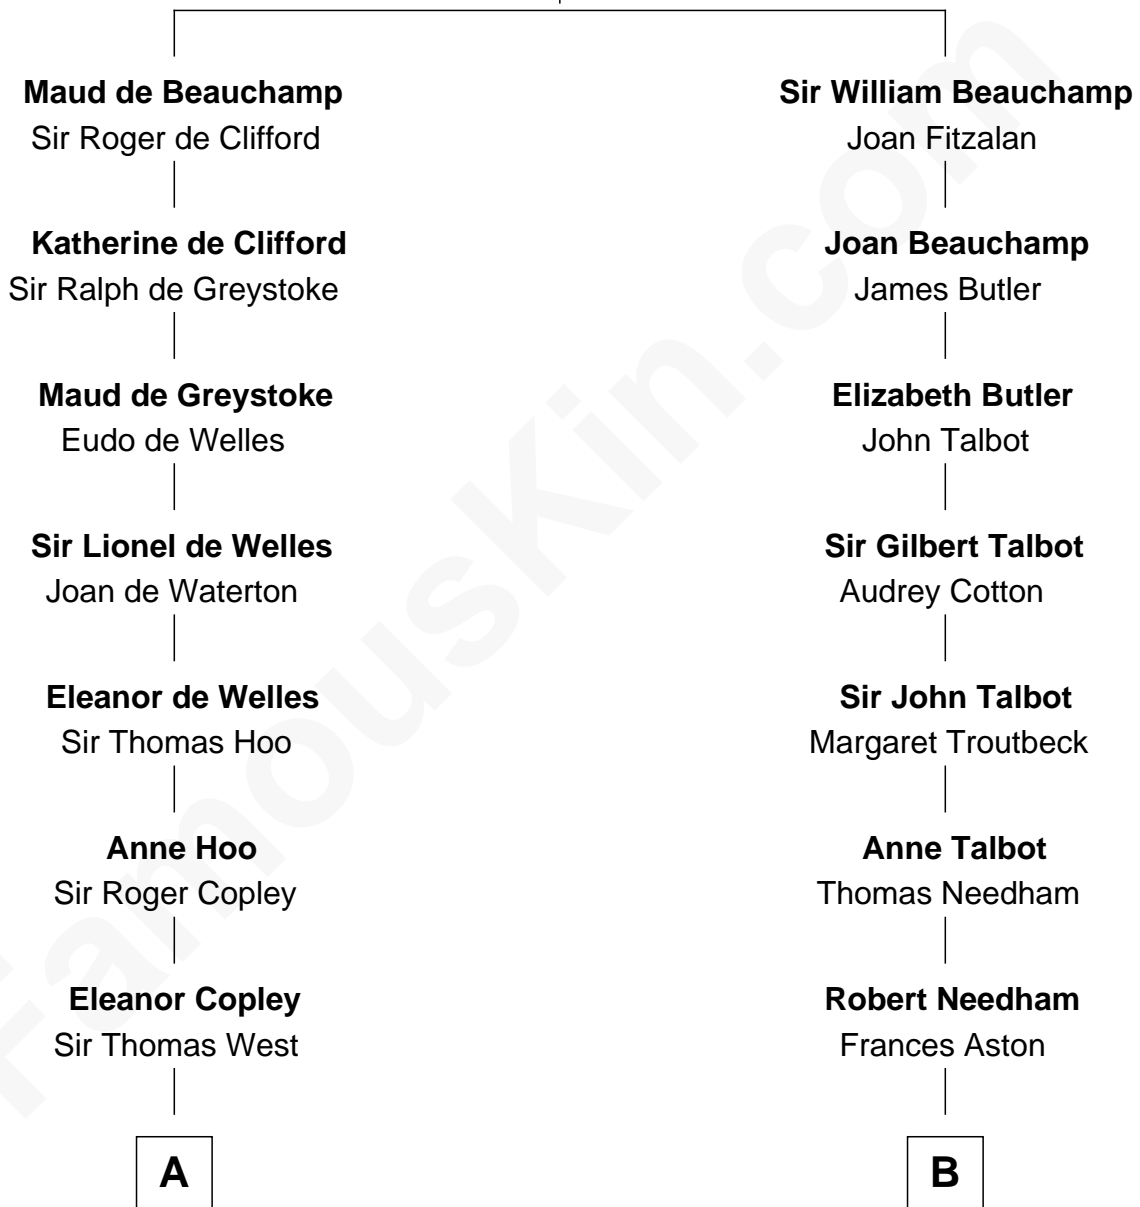 Maud de Beauchamp
Sir Roger de Clifford
Katherine de Clifford
Sir Ralph de Greystoke
Maud de Greystoke
Eudo de Welles
Sir Lionel de Welles
Joan de Waterton
Eleanor de Welles
Sir Thomas Hoo
Anne Hoo
Sir Roger Copley
Eleanor Copley
Sir Thomas West
A
Sir William Beauchamp
Joan Fitzalan
Joan Beauchamp
James Butler
Elizabeth Butler
John Talbot
Sir Gilbert Talbot
Audrey Cotton
Sir John Talbot
Margaret Troutbeck
Anne Talbot
Thomas Needham
Robert Needham
Frances Aston
B
FamousKin.com